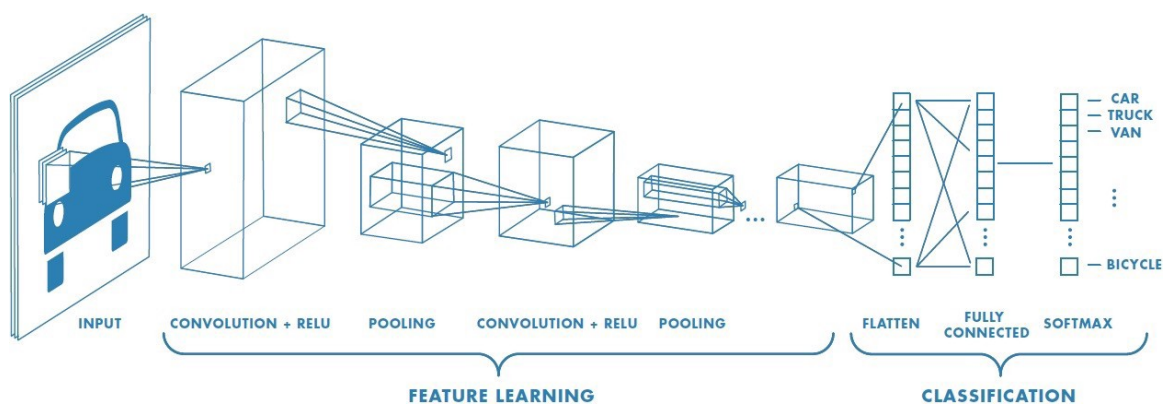 CAR
TRUCK
VAN
BICYCLE
INPUT
CONVOLUTION + RELU
POOLING
CONVOLUTION + RELU
POOLING
FLATTEN
FULLY
CONNECTED
SOFTMAX
FEATURE LEARNING
CLASSIFICATION